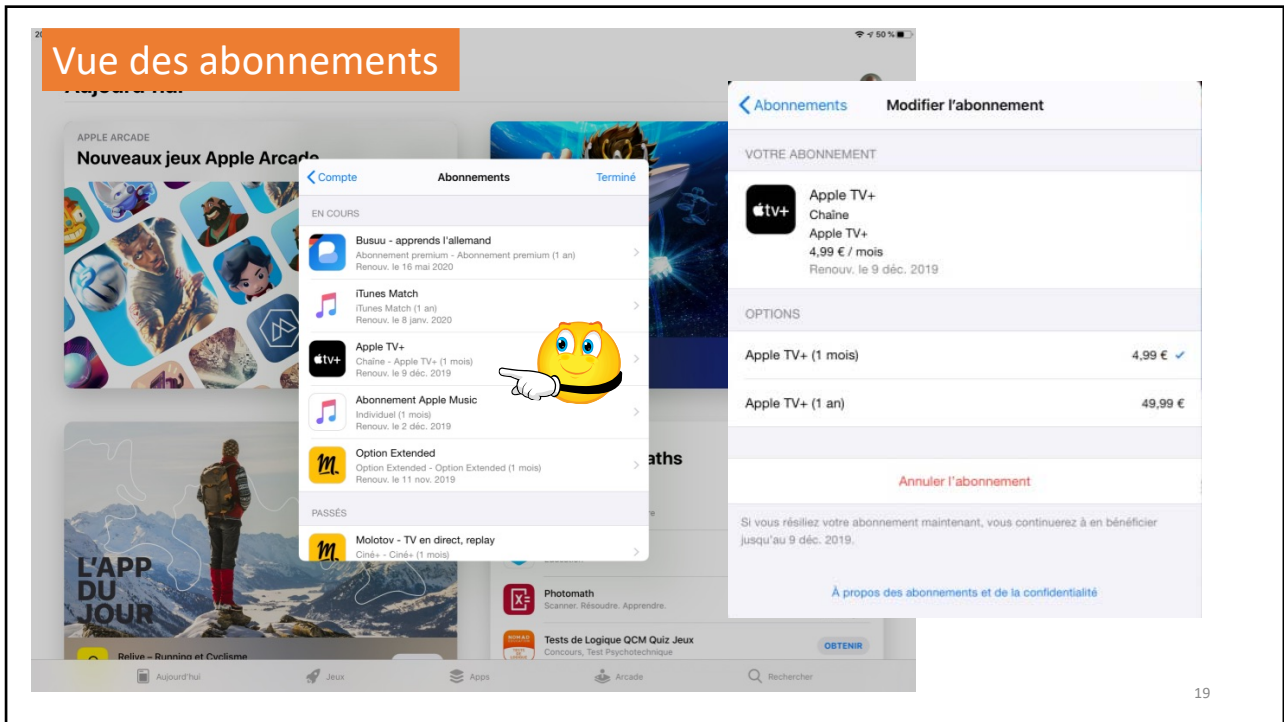 Vue des abonnements
50 %
APPLE ARCADE
Nouveaux jeux Apple Arcade
Compte
Abonnements
Terminé
EN COURS
Busuu - apprends l'allemand
Abonnement premium - Abonnement premium (1 an)
Renouv. le 16 mai 2020
iTunes Match
iTunes Match (1 an)
Renouv. le 8 janv. 2020
tv+
Apple TV+
Chaîne - Apple TV+ (1 mois)
Renouv. le 9 déc. 2019
Abonnement Apple Music
Individuel (1 mois)
Renouv. le 2 déc. 2019
Option Extended
Option Extended - Option Extended (1 mois)
Renouv. le 11 nov. 2019
PASSÉS
Molotov - TV en direct, replay
Ciné+ - Ciné+ (1 mois)
L'APP
DU
JOUR
Relive – Running et Cyclisme
aths
Photomath
Scanner. Résoudre. Apprendre.
Tests de Logique QCM Quiz Jeux
Concours, Test Psychotechnique
OBTENIR
Aujourd'hui
Jeux
Apps
Arcade
Rechercher
Abonnements
Modifier l'abonnement
VOTRE ABONNEMENT
tv+
Apple TV+
Chaîne
Apple TV+
4,99 € / mois
Renouv. le 9 déc. 2019
OPTIONS
Apple TV+ (1 mois)
4,99 €
Apple TV+ (1 an)
49,99 €
Annuler l'abonnement
Si vous résiliez votre abonnement maintenant, vous continuerez à en bénéficier
jusqu'au 9 déc. 2019.
À propos des abonnements et de la confidentialité
19